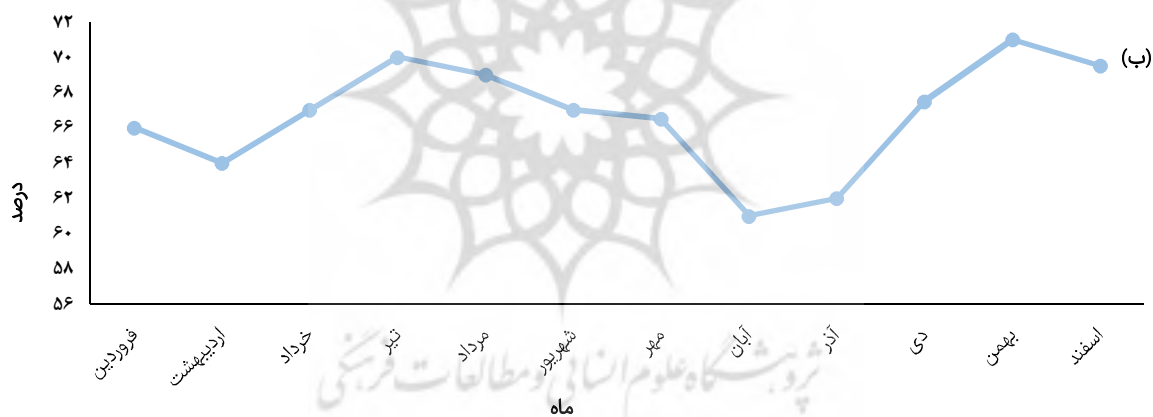 (ب)
درصد
۷۲
۷۰
۶۸
۶۶
۶۴
۶۲
۶۰
۵۸
۵۶
فروردین
اردیبهشت
خرداد
تیر
مرداد
شهریور
مهر
آبان
آذر
دی
بهمن
اسفند
ماه
پژوهشگاه علوم انسانی و مطالعات فرهنگی